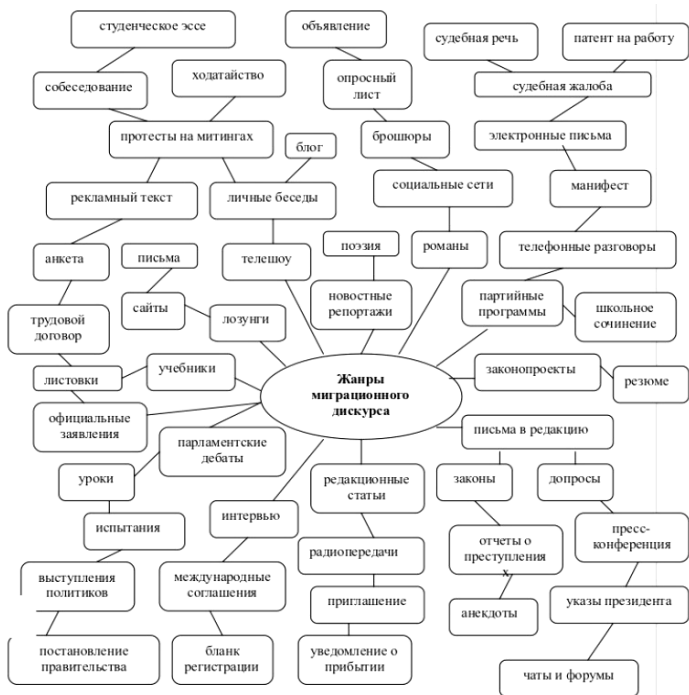 студенческое эссе
объявление
судебная речь
патент на работу
собеседование
ходатайство
опросный
лист
судебная жалоба
протесты на митингах
брошюры
электронные письма
блог
рекламный текст
личные беседы
социальные сети
манифест
анкета
письма
телешоу
поэзия
романы
телефонные разговоры
сайты
новостные
репортажи
партийные
программы
школьное
сочинение
трудовой
договор
лозунги
листовки
учебники
Жанры
миграционного
дискурса
законопроекты
резюме
официальные
заявления
парламентские
дебаты
письма в редакцию
уроки
редакционные
статьи
законы
допросы
испытания
интервью
отчеты о
преступления
х
пресс-
конференция
радиопередачи
выступления
политиков
международные
соглашения
приглашение
анекдоты
указы президента
постановление
правительства
бланк
регистрации
уведомление о
прибытии
чаты и форумы